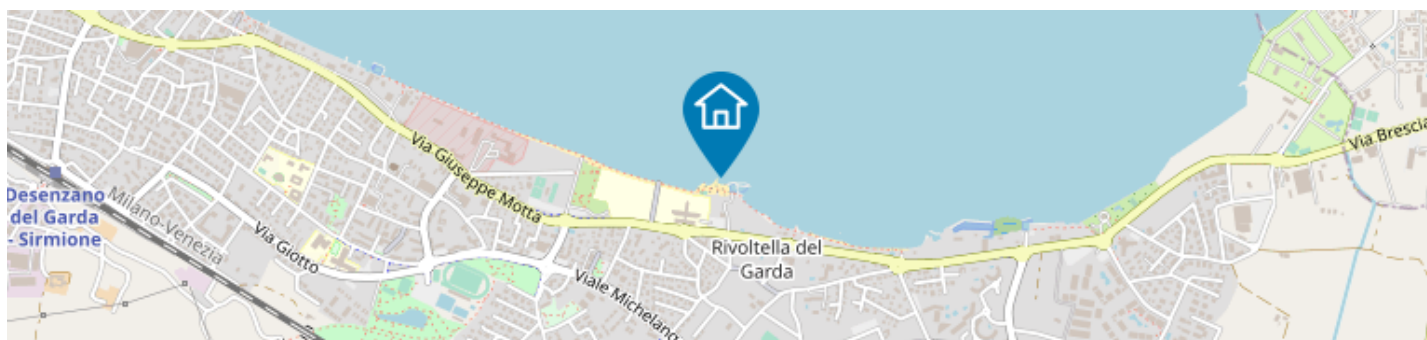 Via Giuseppe Motta
Via Brescia
Desenzano
del Garda
- Sirmione
Milano-Venezia
Via Giotto
Rivoltella del
Garda
Viale Michelang